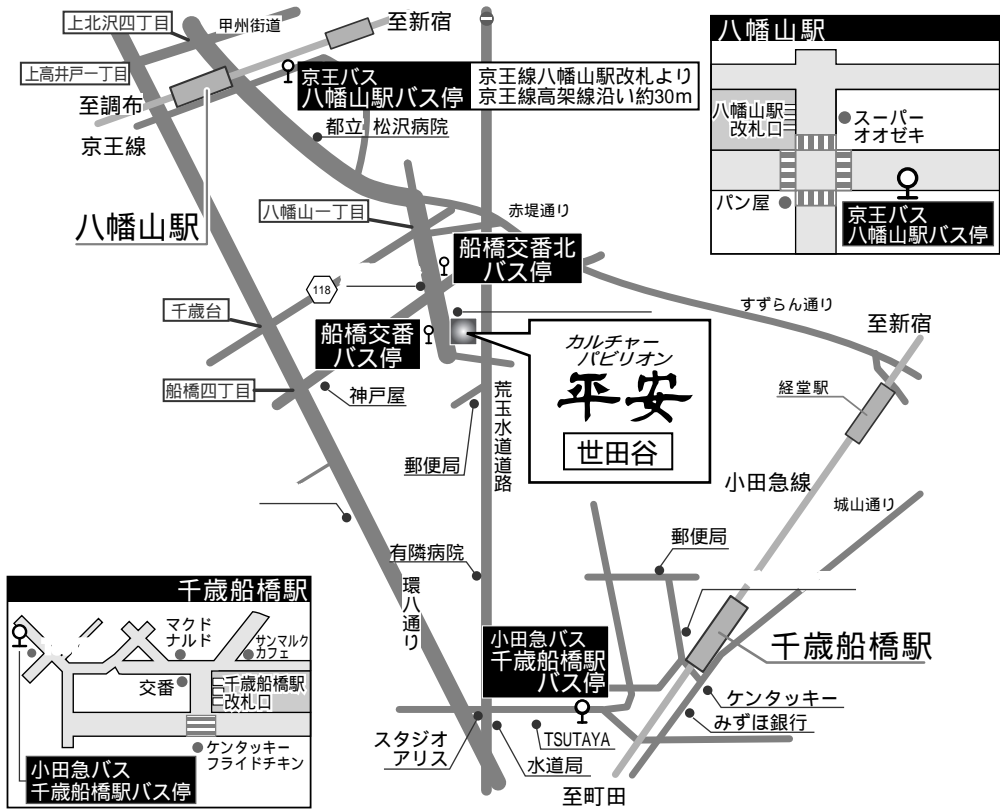 上北沢四丁目
甲州街道
至新宿
上高井戸一丁目
至調布
京王線
京王バス
八幡山駅バス停
京王線八幡山駅改札より
京王線高架線沿い約30m
都立 松沢病院
八幡山駅
八幡山一丁目
赤堤通り
船橋交番北
バス停
118
千歳台
船橋交番
バス停
すずらん通り
至新宿
カルチャー
パビリオン
平安
世田谷
船橋四丁目
神戸屋
荒玉水道道路
経堂駅
郵便局
小田急線
城山通り
有隣病院
郵便局
環八通り
小田急バス
千歳船橋駅
バス停
千歳船橋駅
ケンタッキー
みずほ銀行
スタジオ
アリス
TSUTAYA
水道局
至町田
八幡山駅
八幡山駅
改札口
スーパー
オオゼキ
パン屋
京王バス
八幡山駅バス停
千歳船橋駅
マクド
ナルド
サンマルク
カフェ
交番
千歳船橋駅
改札口
ケンタッキー
フライドチキン
小田急バス
千歳船橋駅バス停